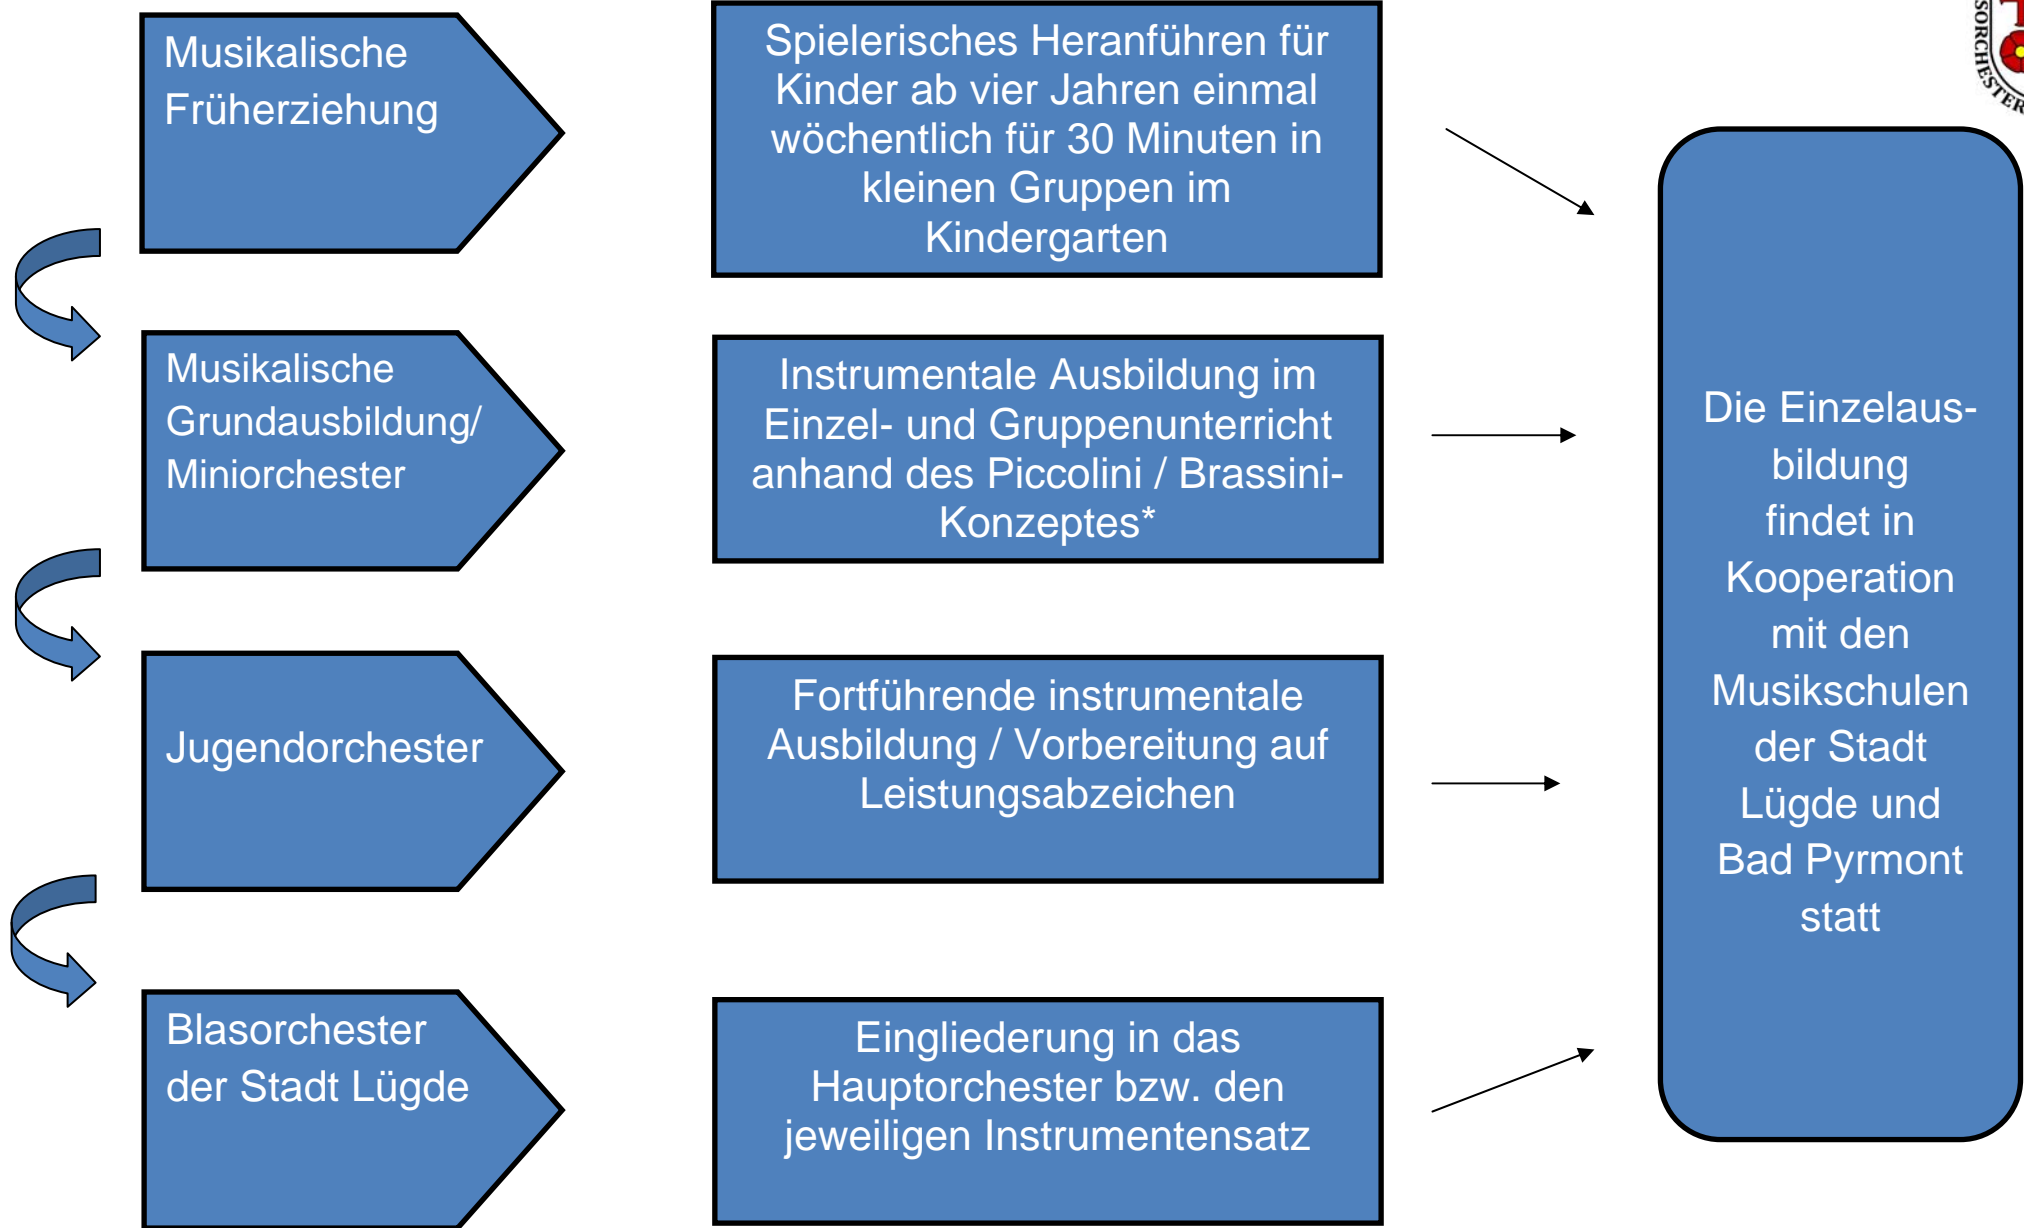 Musikalische
Früherziehung
Spielerisches Heranführen für
Kinder ab vier Jahren einmal
wöchentlich für 30 Minuten in
kleinen Gruppen im
Kindergarten
Musikalische
Grundausbildung/
Miniorchester
Instrumentale Ausbildung im
Einzel- und Gruppenunterricht
anhand des Piccolini / Brassini-
Konzeptes*
Jugendorchester
Fortführende instrumentale
Ausbildung / Vorbereitung auf
Leistungsabzeichen
Blasorchester
der Stadt Lügde
Eingliederung in das
Hauptorchester bzw. den
jeweiligen Instrumentensatz
Die Einzelaus-
bildung
findet in
Kooperation
mit den
Musikschulen
der Stadt
Lügde und
Bad Pyrmont
statt